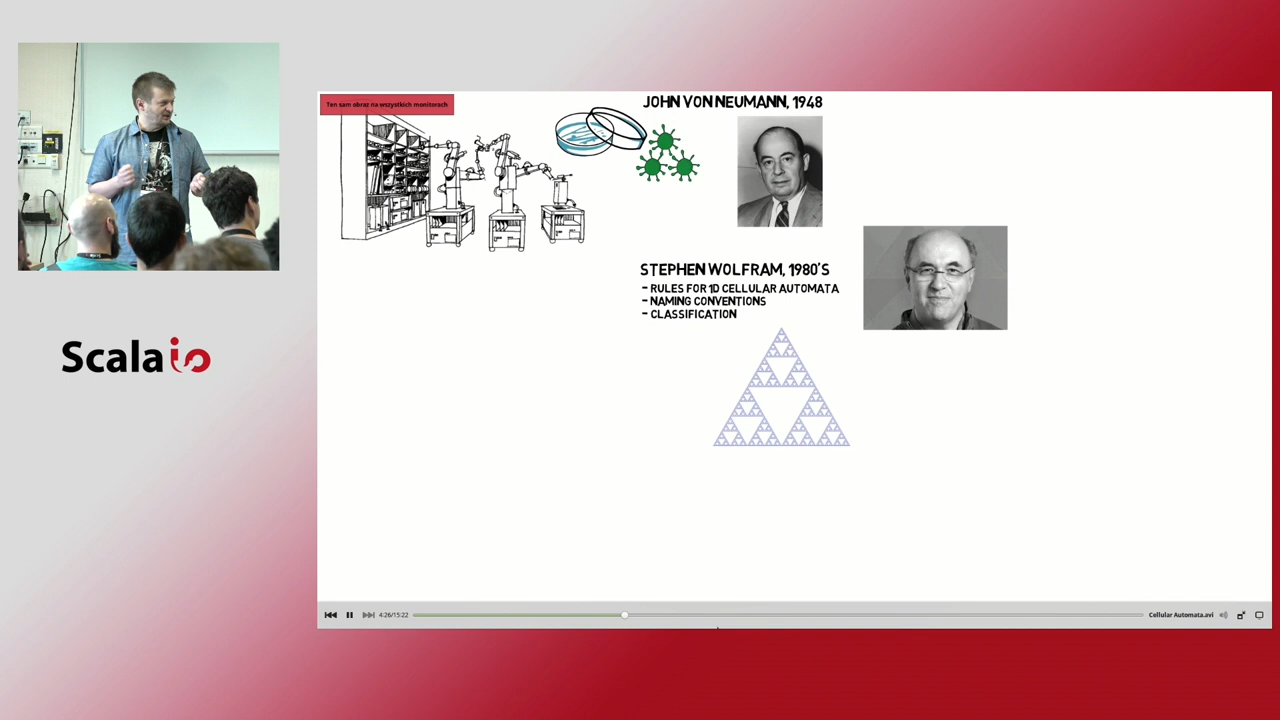 Ten sam obraz na wszystkich monitorach
JOHN VON NEUMANN, 1948
STEPHEN WOLFRAM, 1980'S
- RULES FOR 1D CELLULAR AUTOMATA
- NAMING CONVENTIONS
- CLASSIFICATION
Scala io
4:26/15:22
Cellular Automata.avi